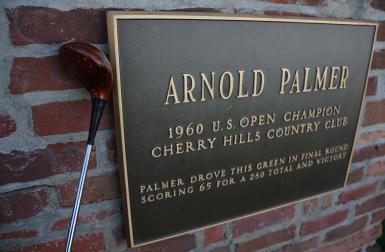 ARNOLD PALMER
1960 U.S. OPEN CHAMPION
CHERRY HILLS COUNTRY CLUB
PALMER DROVE THIS GREEN IN FINAL ROUND
SCORING 65 FOR A 280 TOTAL AND VICTORY